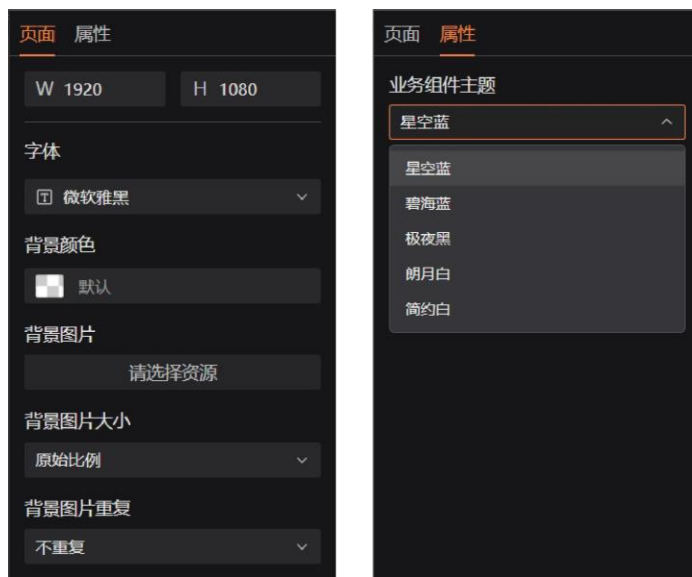 页面 属性
W 1920 H 1080
字体
微软雅黑
背景颜色
默认
背景图片
请选择资源
背景图片大小
原始比例
背景图片重复
不重复
页面 属性
业务组件主题
星空蓝
星空蓝
碧海蓝
极夜黑
朗月白
简约白